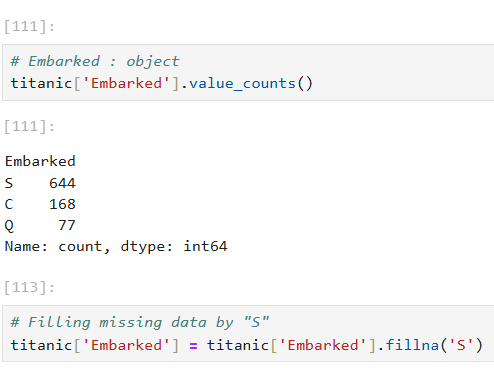 [111]:
# Embarked : object
titanic['Embarked'].value_counts()
[111]:
Embarked
S    644
C    168
Q     77
Name: count, dtype: int64
[113]:
# Filling missing data by "S"
titanic['Embarked'] = titanic['Embarked'].fillna('S')